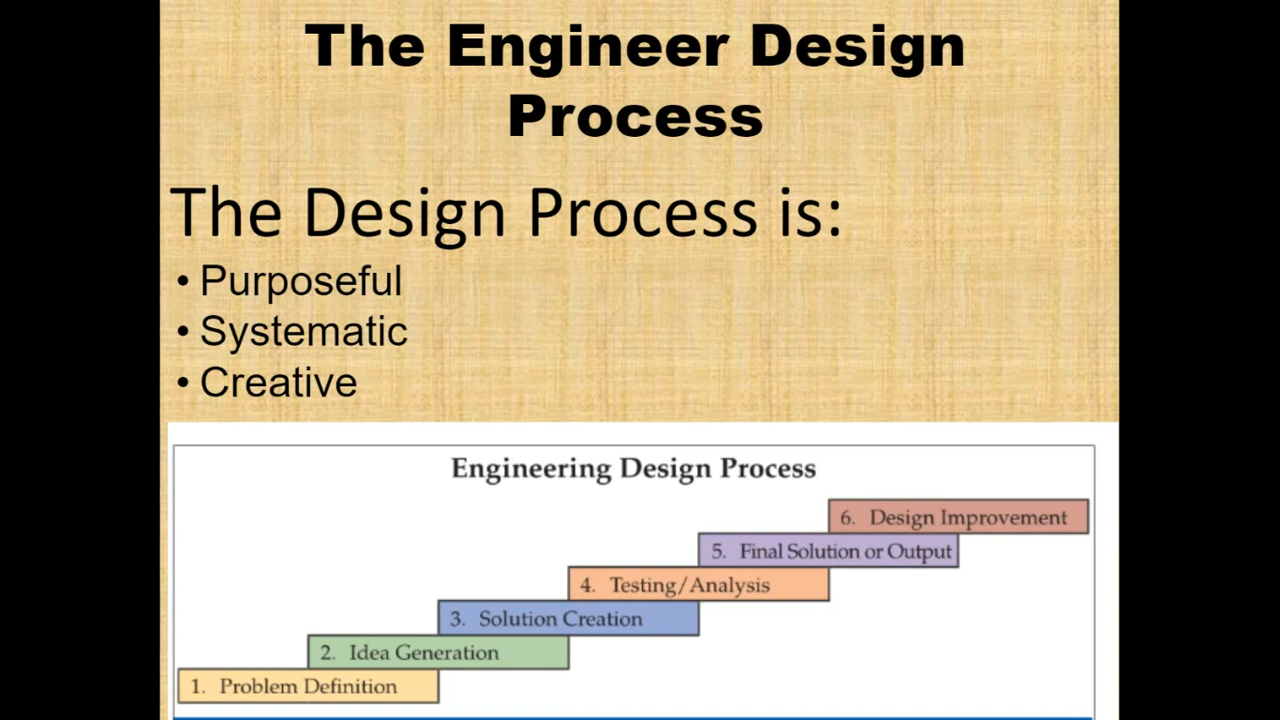 The Engineer Design
Process
The Design Process is:
• Purposeful
• Systematic
• Creative
Engineering Design Process
6. Design Improvement
5. Final Solution or Output
4. Testing/Analysis
3. Solution Creation
2. Idea Generation
1. Problem Definition